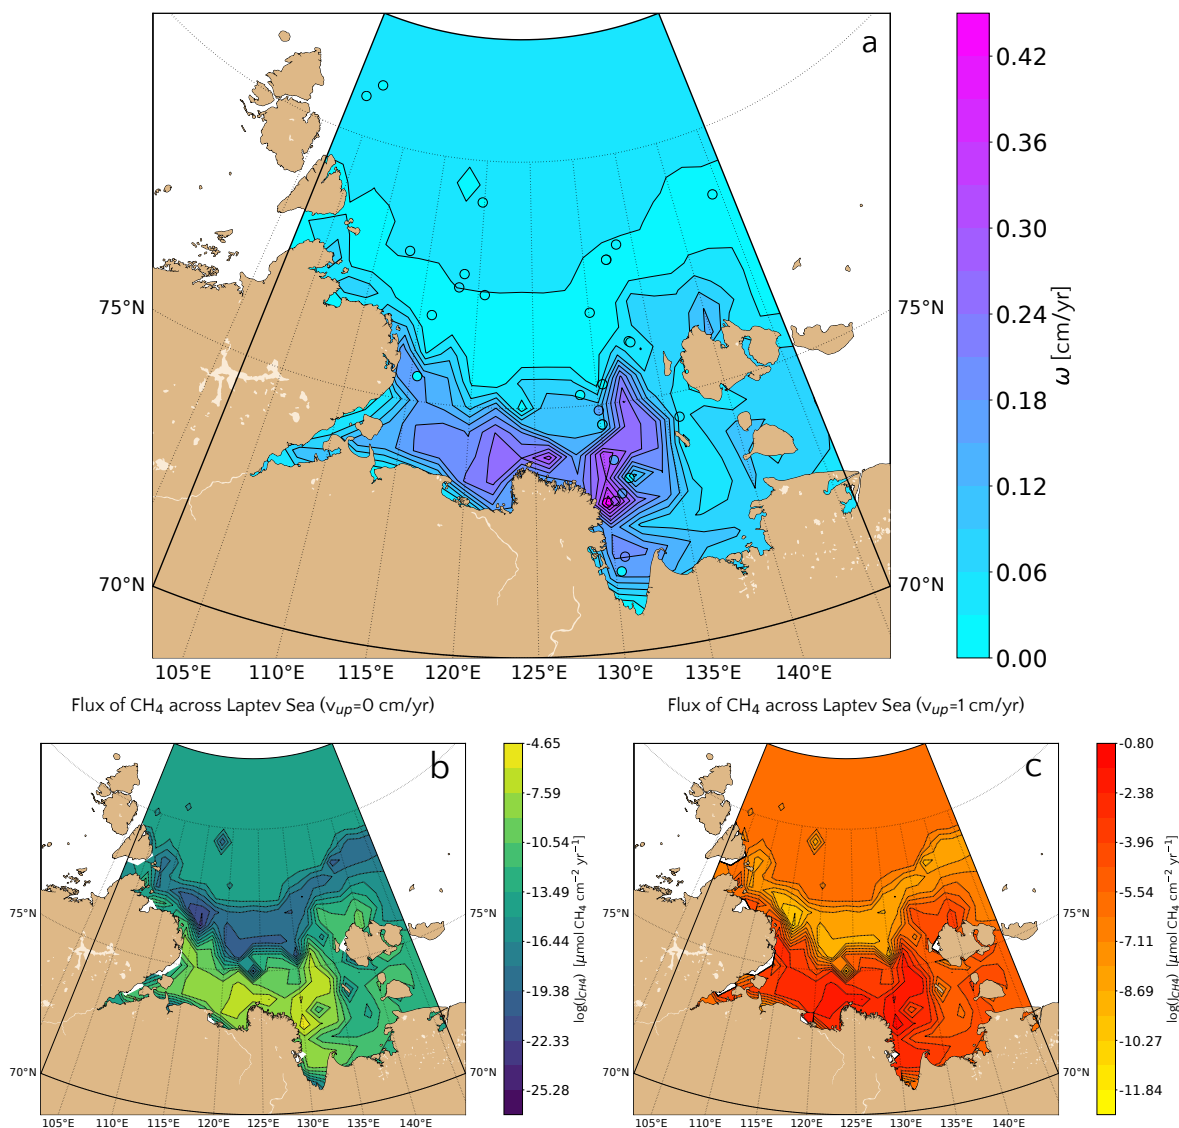 a
0.42
0.36
0.30
0.24
0.18
0.12
0.06
0.00
ω [cm/yr]
75°N
75°N
70°N
70°N
105°E
110°E
115°E
120°E
125°E
130°E
135°E
140°E
Flux of CH₄ across Laptev Sea (v_up=0 cm/yr)
b
-4.65
-7.59
-10.54
-13.49
-16.44
-19.38
-22.33
-25.28
log(J_CH4) [μmol CH₄ cm⁻² yr⁻¹]
75°N
75°N
70°N
70°N
105°E
110°E
115°E
120°E
125°E
130°E
135°E
140°E
Flux of CH₄ across Laptev Sea (v_up=1 cm/yr)
c
-0.80
-2.38
-3.96
-5.54
-7.11
-8.69
-10.27
-11.84
log(J_CH4) [μmol CH₄ cm⁻² yr⁻¹]
75°N
75°N
70°N
70°N
105°E
110°E
115°E
120°E
125°E
130°E
135°E
140°E